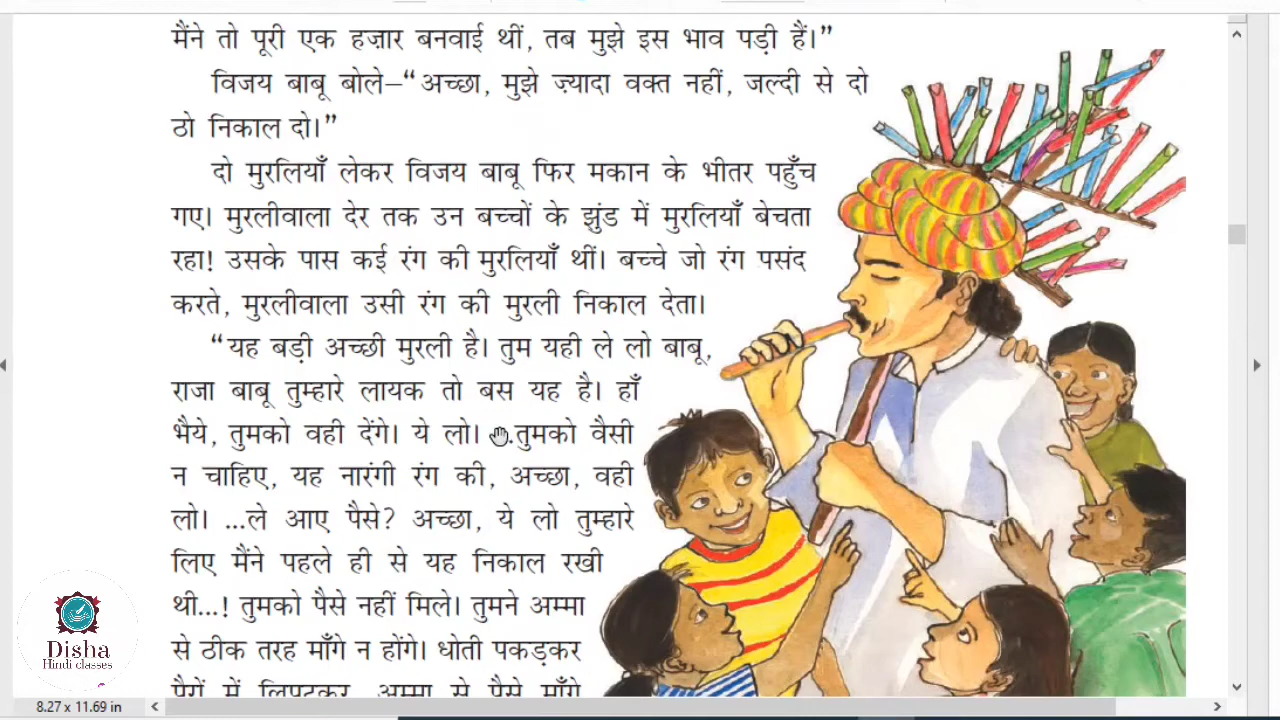 मैंने तो पूरी एक हज़ार बनवाई थीं, तब मुझे इस भाव पड़ी हैं।”
विजय बाबू बोले–“अच्छा, मुझे ज़्यादा वक्त नहीं, जल्दी से दो
ठो निकाल दो।”
दो मुरलियाँ लेकर विजय बाबू फिर मकान के भीतर पहुँच
गए। मुरलीवाला देर तक उन बच्चों के झुंड में मुरलियाँ बेचता
रहा! उसके पास कई रंग की मुरलियाँ थीं। बच्चे जो रंग पसंद
करते, मुरलीवाला उसी रंग की मुरली निकाल देता।
“यह बड़ी अच्छी मुरली है। तुम यही ले लो बाबू,
राजा बाबू तुम्हारे लायक तो बस यह है। हाँ
भैये, तुमको वही देंगे। ये लो। ...तुमको वैसी
न चाहिए, यह नारंगी रंग की, अच्छा, वही
लो। ...ले आए पैसे? अच्छा, ये लो तुम्हारे
लिए मैंने पहले ही से यह निकाल रखी
थी...! तुमको पैसे नहीं मिले। तुमने अम्मा
से ठीक तरह माँगे न होंगे। धोती पकड़कर
पैरों में लिपटकर, अम्मा से पैसे माँगे
Disha
Hindi classes
8.27 x 11.69 in